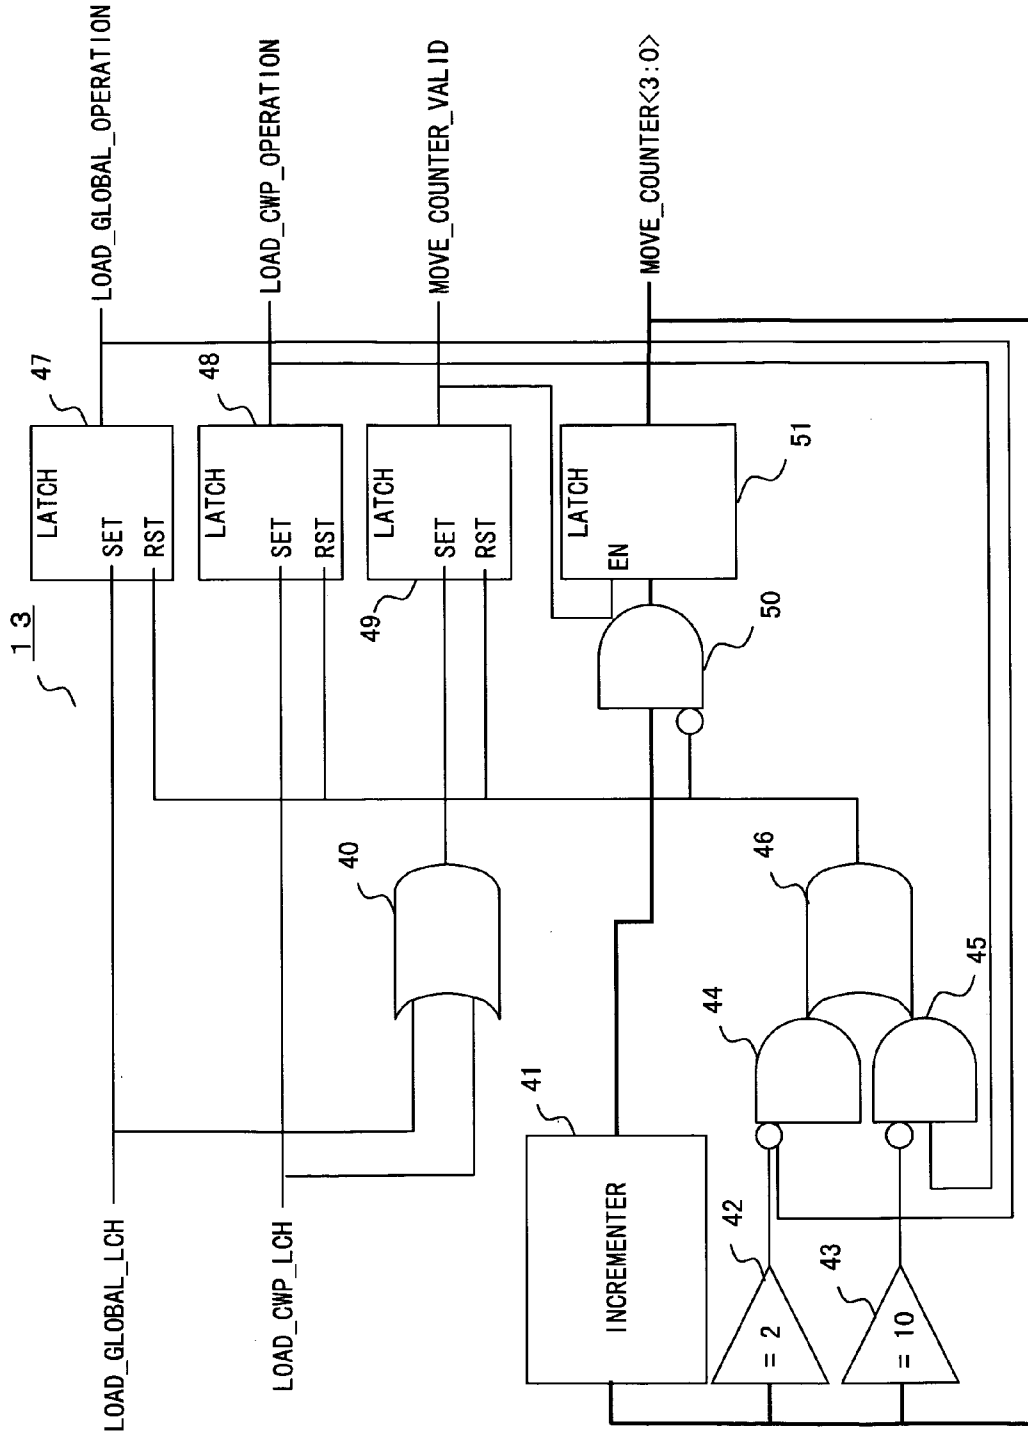 13
LOAD_GLOBAL_LCH
LOAD_CWP_LCH
40
LATCH
SET
RST
47
LOAD_GLOBAL_OPERATION
LATCH
SET
RST
48
LOAD_CWP_OPERATION
LATCH
SET
RST
49
MOVE_COUNTER_VALID
LATCH
EN
51
MOVE_COUNTER<3:0>
50
INCREMENTER
41
= 2
42
= 10
43
44
45
46